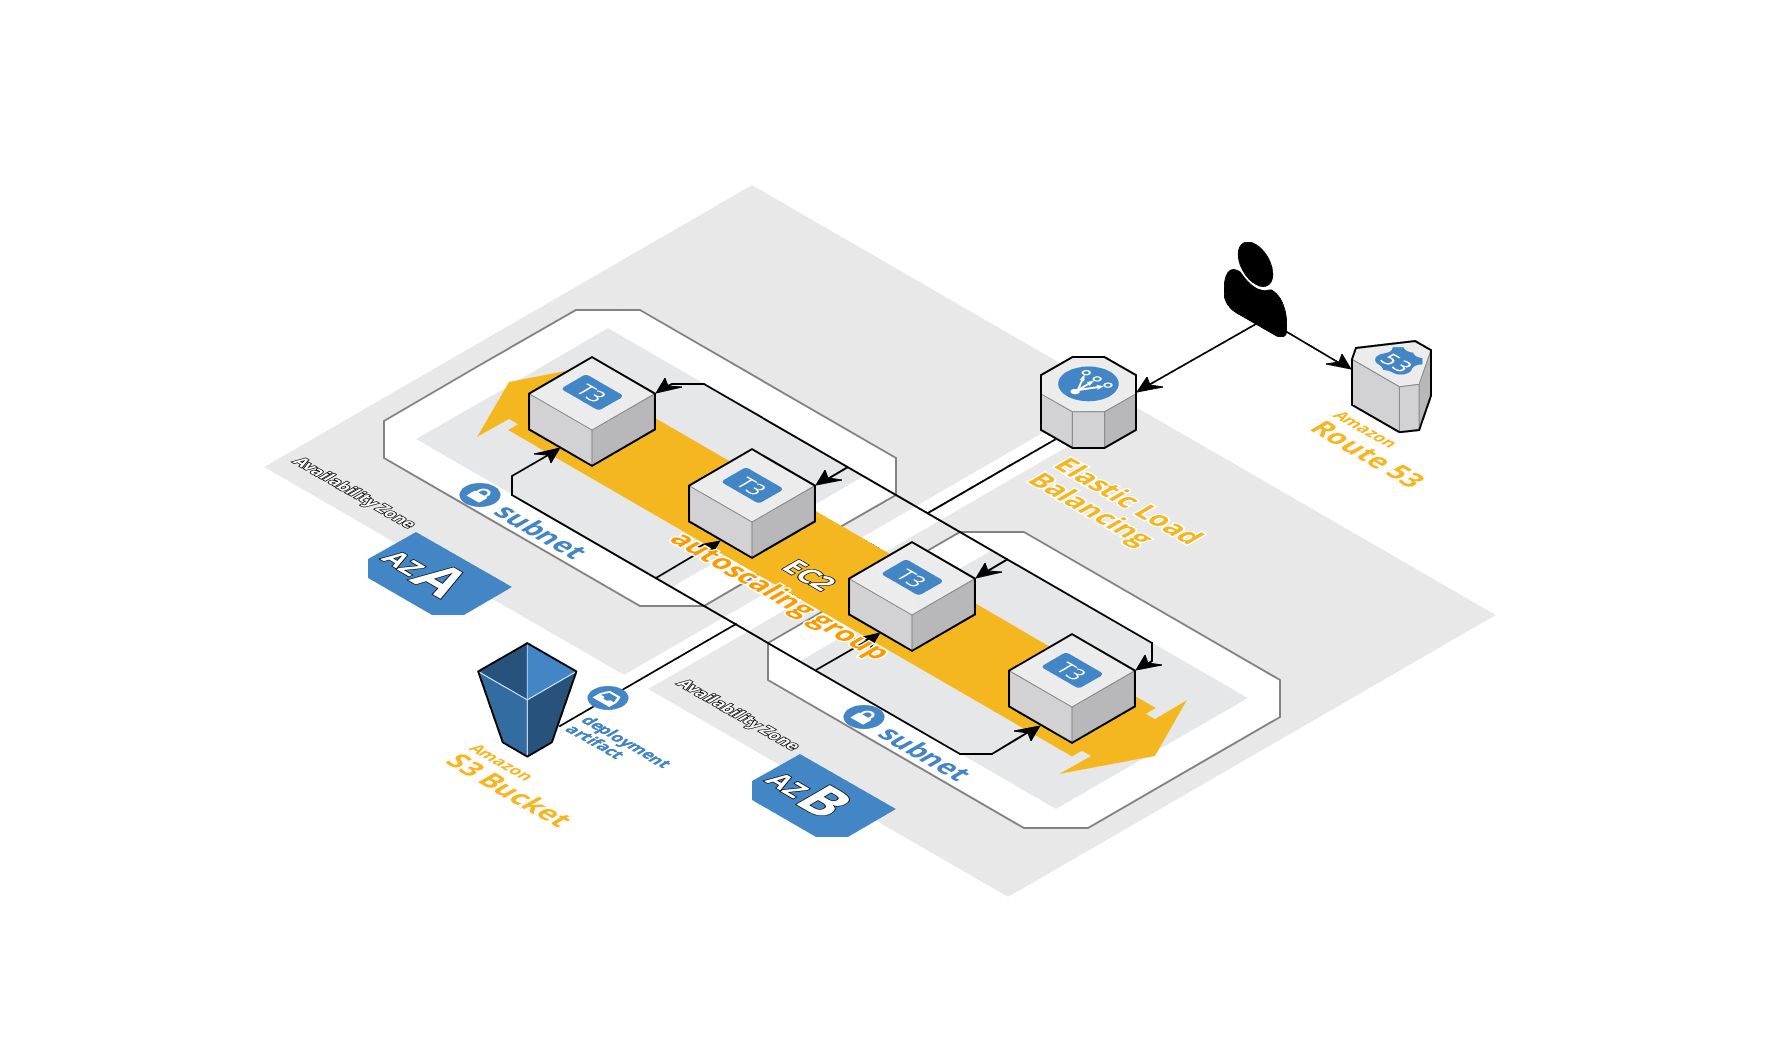 53
Amazon
Route 53
Elastic Load
Balancing
T3
T3
T3
T3
EC2
autoscaling group
subnet
subnet
Availability Zone
AZ A
Availability Zone
AZ B
deployment
artifact
Amazon
S3 Bucket